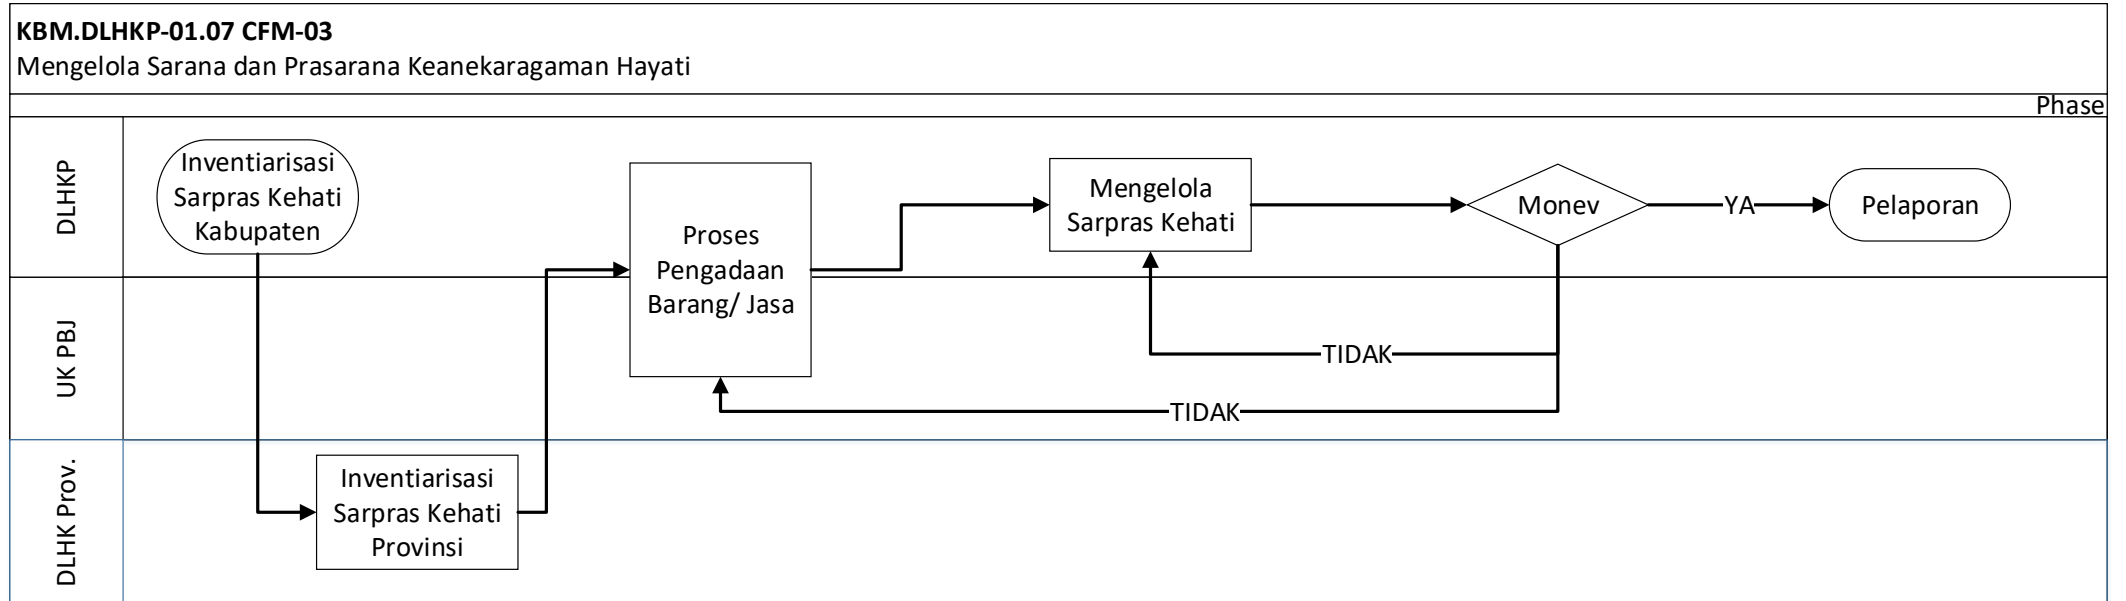 KBM.DLHKP-01.07 CFM-03
Mengelola Sarana dan Prasarana Keanekaragaman Hayati
Phase
DLHKP
Inventiarisasi
Sarpras Kehati
Kabupaten
Proses
Pengadaan
Barang/ Jasa
Mengelola
Sarpras Kehati
Monev
YA
Pelaporan
UK PBJ
TIDAK
TIDAK
DLHK Prov.
Inventiarisasi
Sarpras Kehati
Provinsi